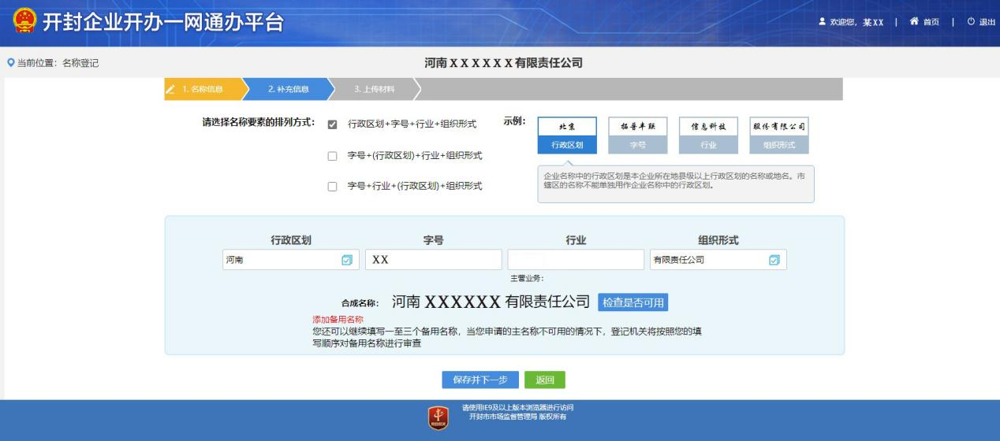 开封企业开办一网通办平台
欢迎您，某XX | 首页 | 退出
当前位置：名称登记
河南XXXXXX有限责任公司
1. 名称信息 2. 补充信息 3. 上传材料
请选择名称要素的排列方式：
行政区划+字号+行业+组织形式
字号+(行政区划)+行业+组织形式
字号+行业+(行政区划)+组织形式
示例：
北京 拓普丰联 信息科技 股份有限公司
行政区划 字号 行业 组织形式
企业名称中的行政区划是本企业所在地县级以上行政区划的名称或地名。市
辖区的名称不能单独用作企业名称中的行政区划。
行政区划 字号 行业 组织形式
河南 XX 有限责任公司
主营业务：
合成名称： 河南 XXXXXX 有限责任公司 检查是否可用
添加备用名称
您还可以继续填写一至三个备用名称，当您申请的主名称不可用的情况下，登记机关将按照您的填
写顺序对备用名称进行审查
保存并下一步 返回
请使用IE9及以上版本浏览器进行访问
开封市市场监督管理局 版权所有